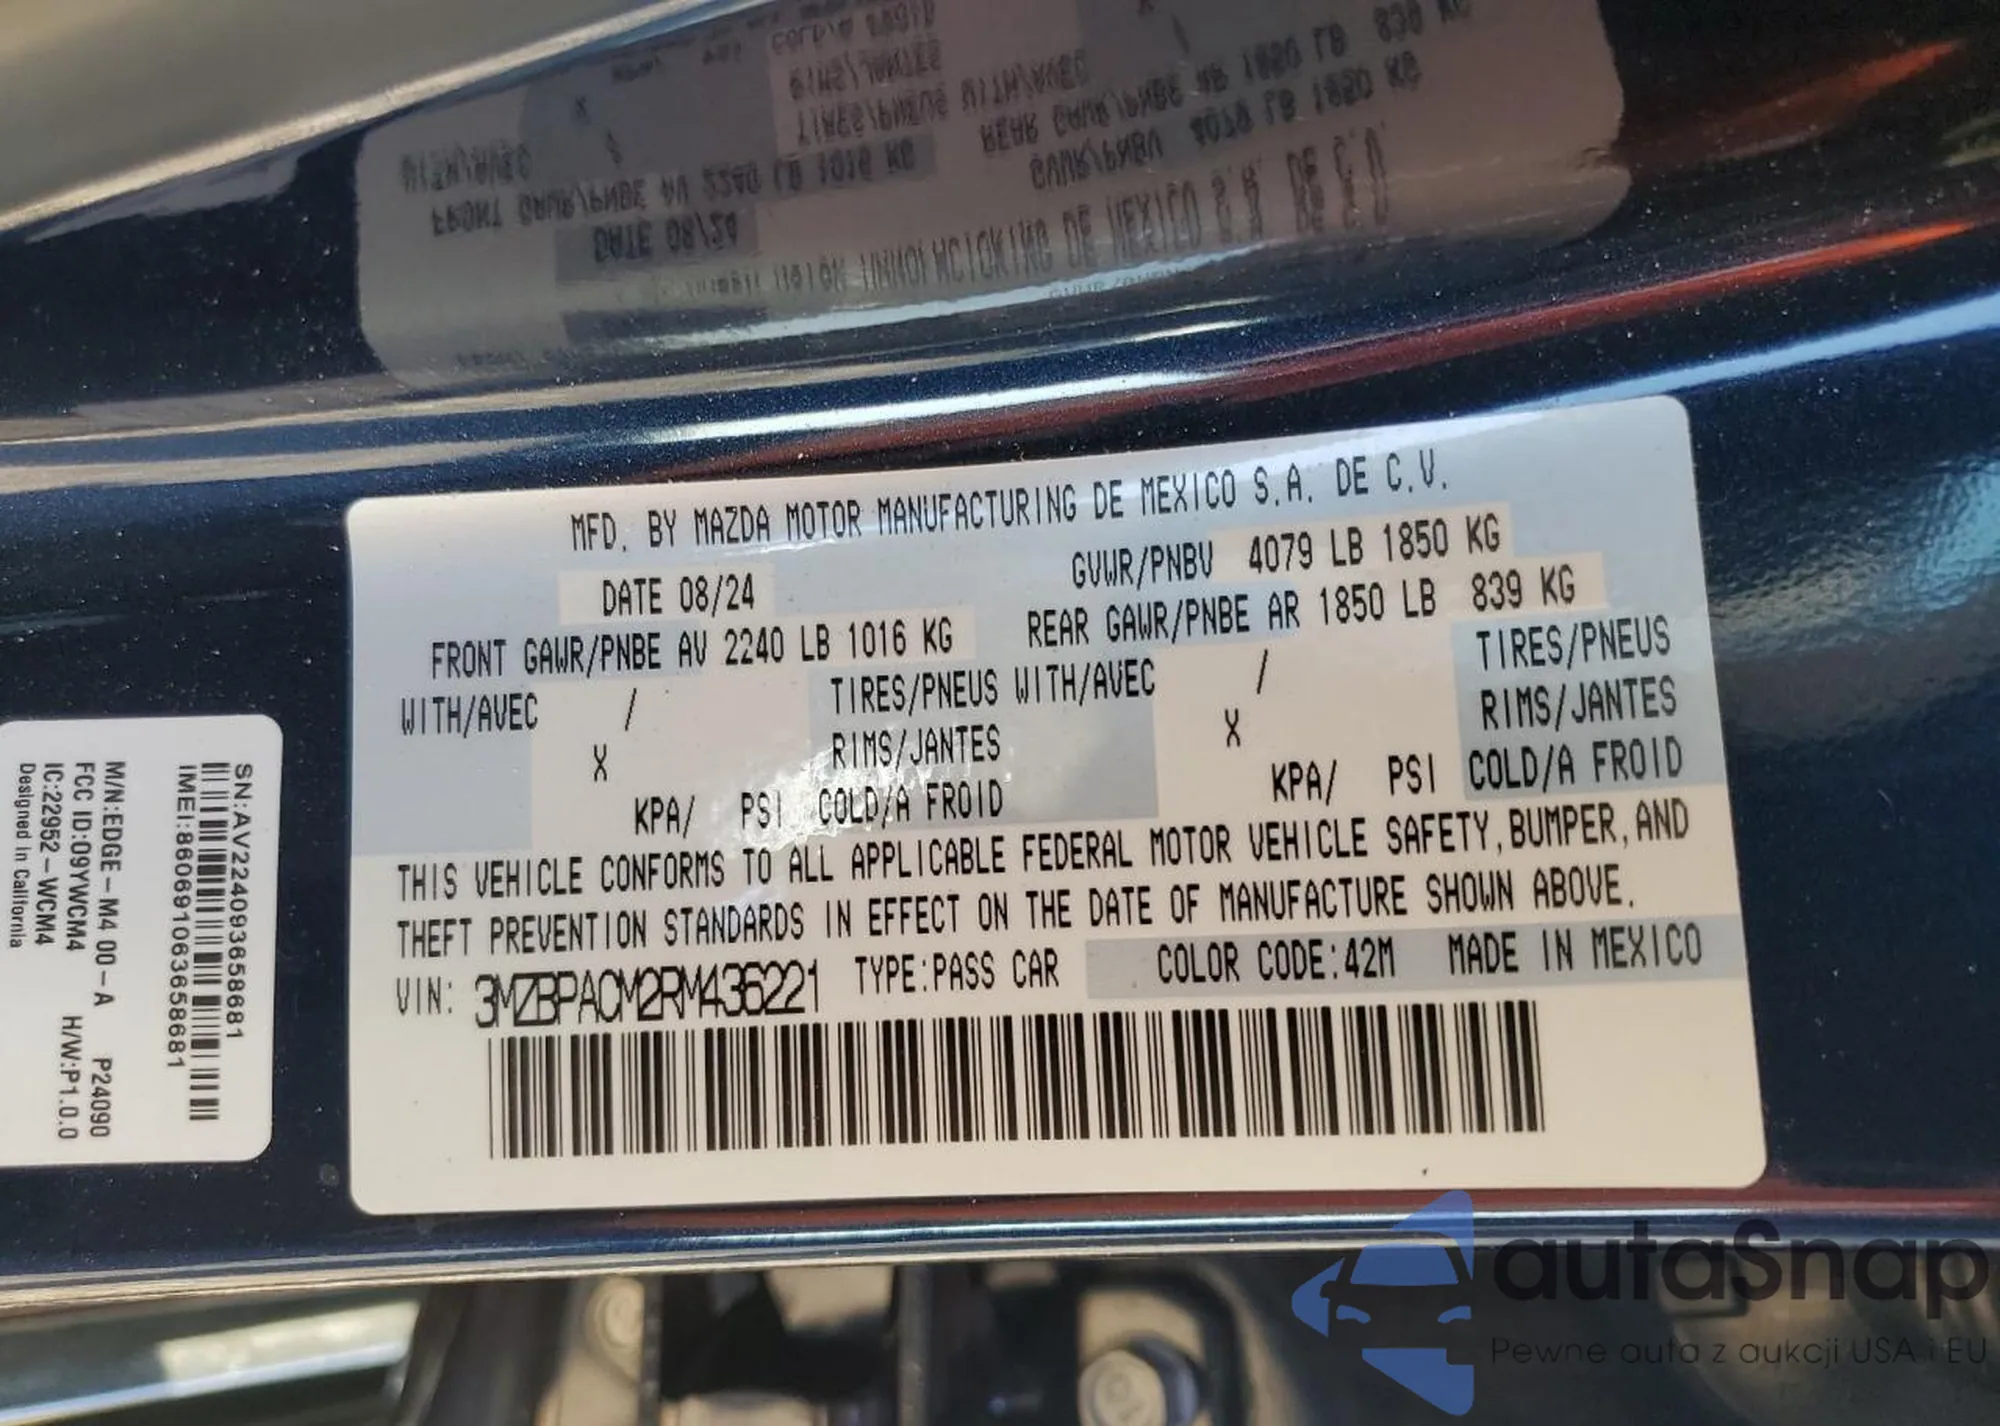 MFD. BY MAZDA MOTOR MANUFACTURING DE MEXICO S.A. DE C.V.
DATE 08/24 GVWR/PNBV 4079 LB 1850 KG
FRONT GAWR/PNBE AV 2240 LB 1016 KG REAR GAWR/PNBE AR 1850 LB 839 KG
WITH/AVEC / TIRES/PNEUS WITH/AVEC / TIRES/PNEUS
X RIMS/JANTES X RIMS/JANTES
KPA/ PSI COLD/A FROID KPA/ PSI COLD/A FROID
THIS VEHICLE CONFORMS TO ALL APPLICABLE FEDERAL MOTOR VEHICLE SAFETY, BUMPER, AND
THEFT PREVENTION STANDARDS IN EFFECT ON THE DATE OF MANUFACTURE SHOWN ABOVE.
VIN: 3MZBPACM2RM436221 TYPE:PASS CAR COLOR CODE:42M MADE IN MEXICO
SN:AV22409365 8681
IMEI:860691063658681
M/N:EDGE-M4 00-A P24090
FCC ID:09YWCM4 H/W:P1.0.0
IC:22952-WCM4
Designed in California
autaSnap
Pewne auta z aukcji USA i EU